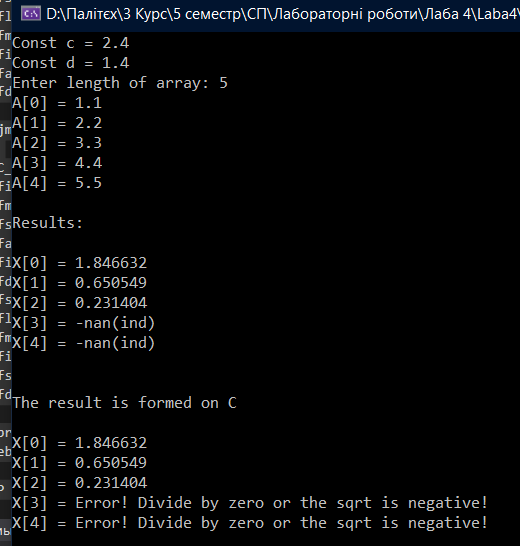 D:\Палітєх\3 Курс\5 семестр\СП\Лабораторні роботи\Лаба 4\Laba4\
Const c = 2.4
Const d = 1.4
Enter length of array: 5
A[0] = 1.1
A[1] = 2.2
A[2] = 3.3
A[3] = 4.4
A[4] = 5.5
Results:
X[0] = 1.846632
X[1] = 0.650549
X[2] = 0.231404
X[3] = -nan(ind)
X[4] = -nan(ind)
The result is formed on C
X[0] = 1.846632
X[1] = 0.650549
X[2] = 0.231404
X[3] = Error! Divide by zero or the sqrt is negative!
X[4] = Error! Divide by zero or the sqrt is negative!